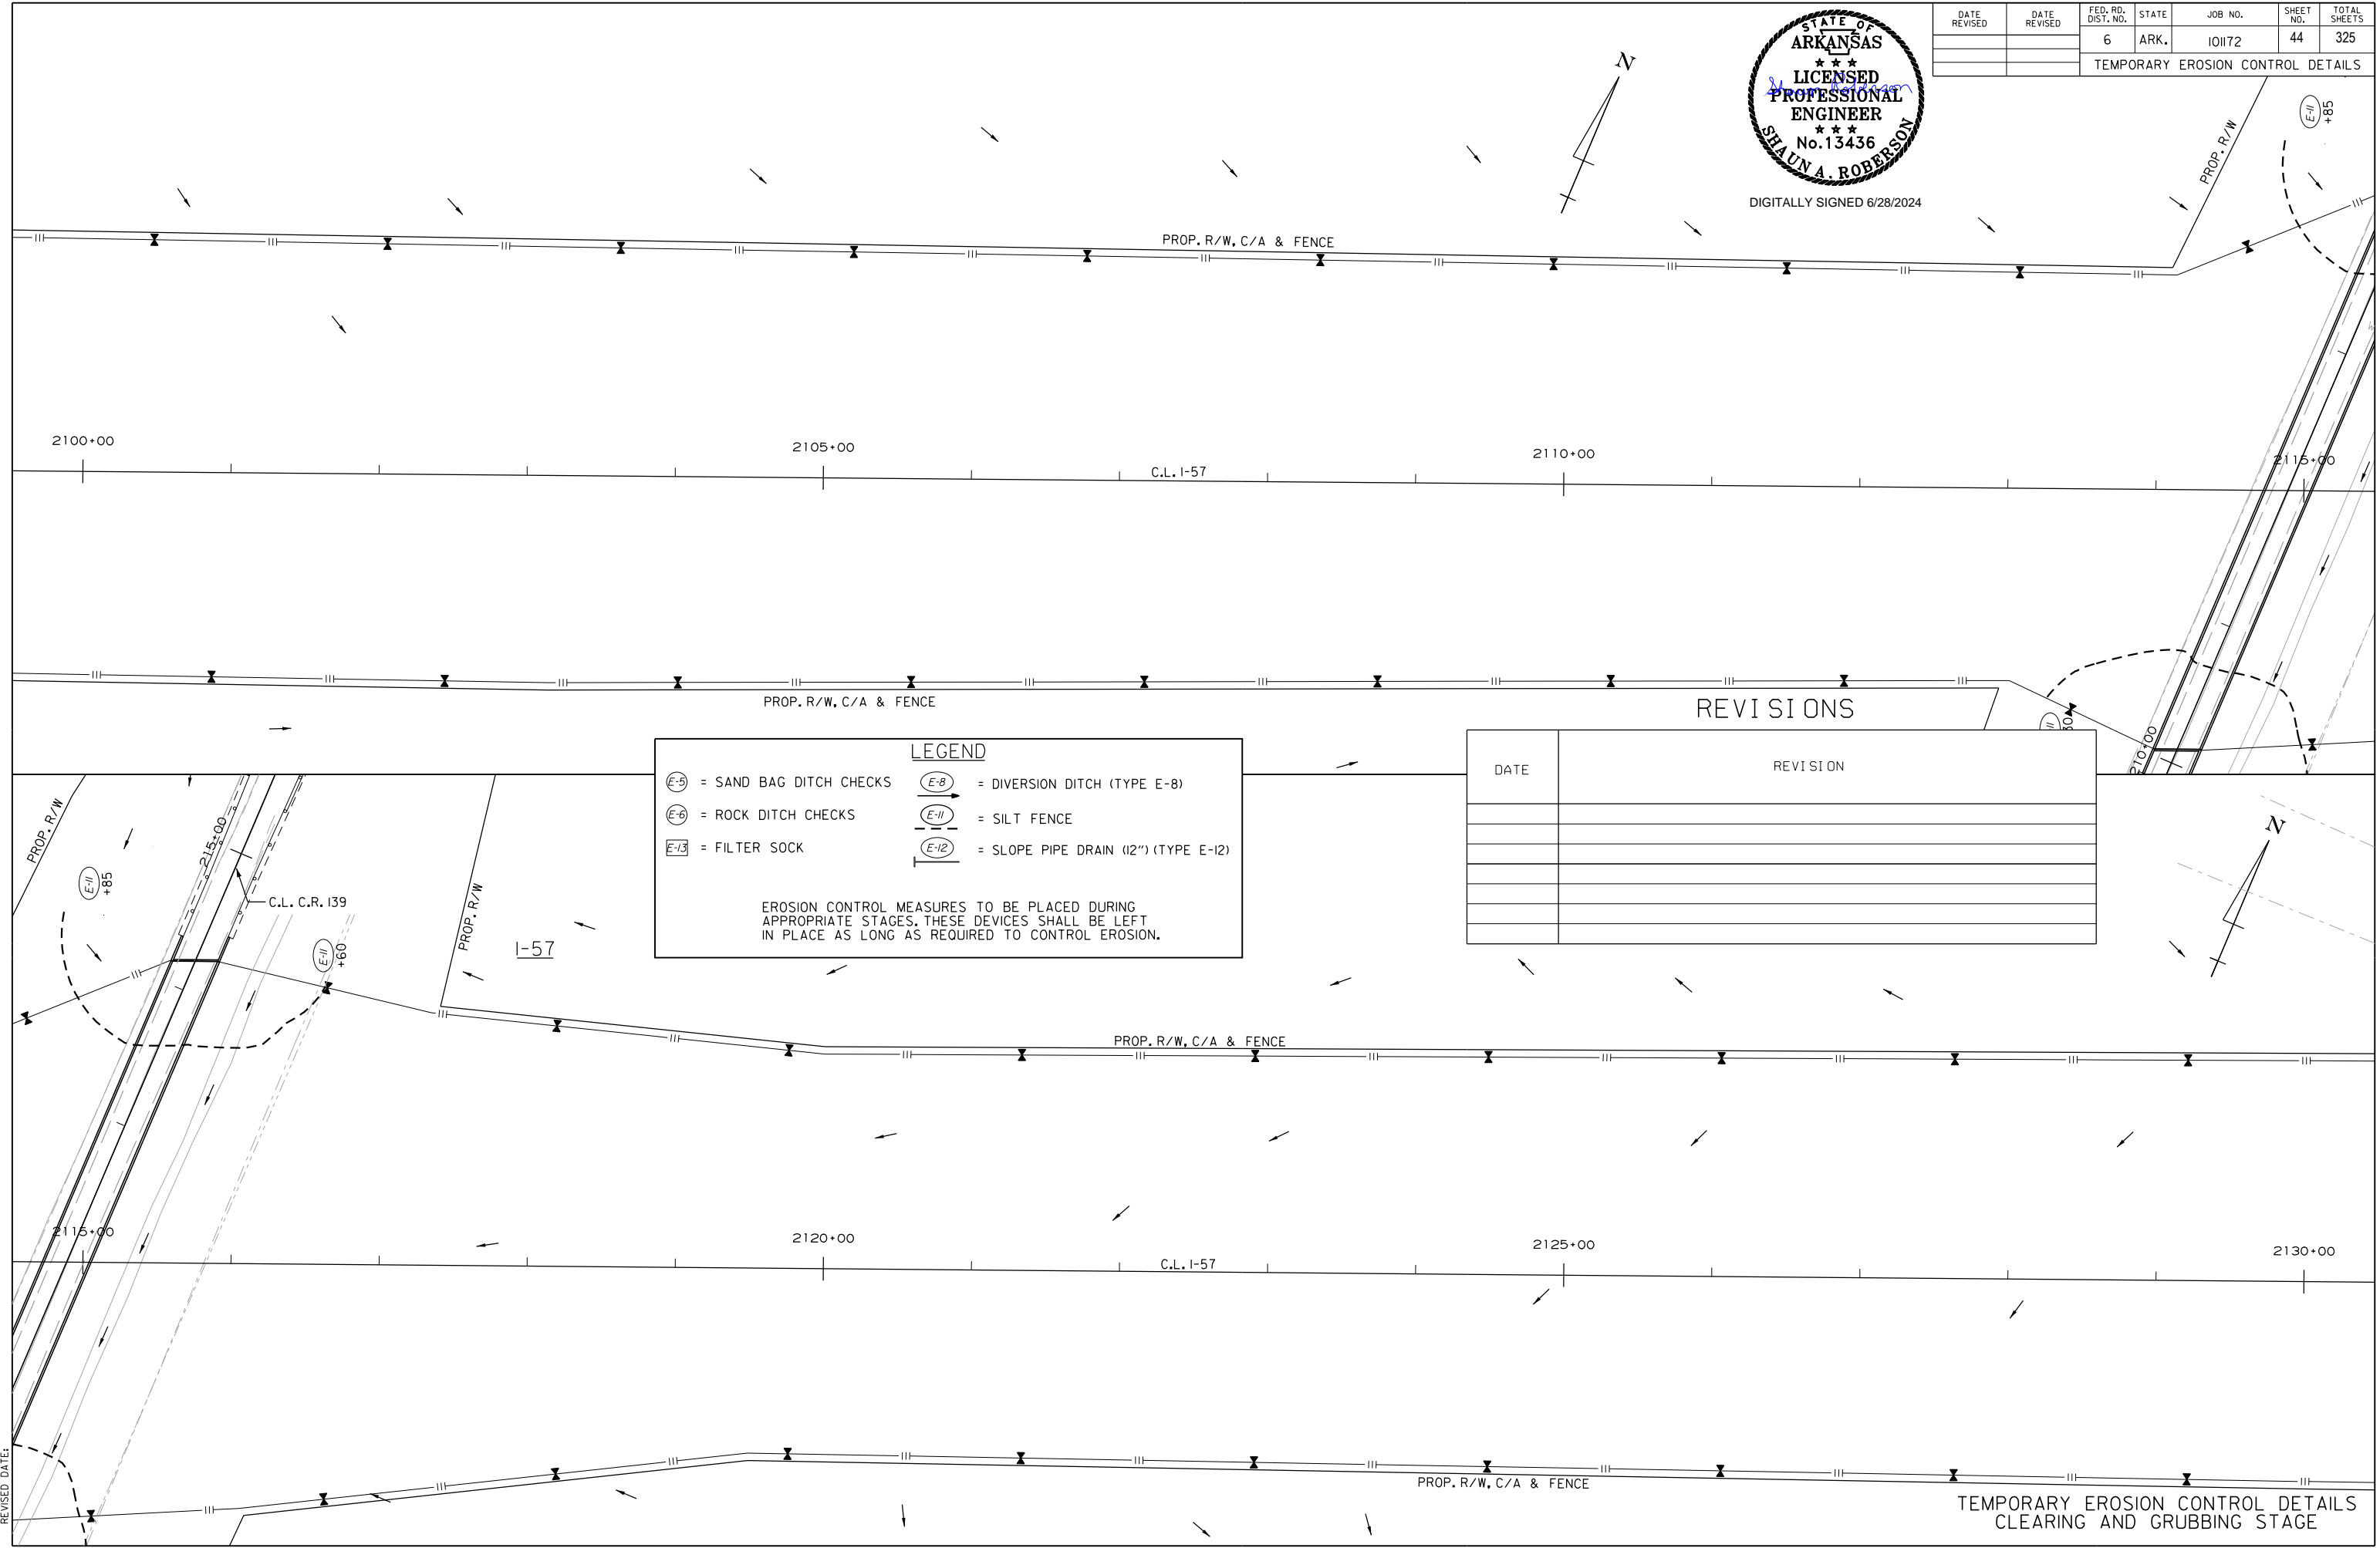 DATE REVISED
DATE REVISED
FED. RD. DIST. NO.
STATE
JOB NO.
SHEET NO.
TOTAL SHEETS
6
ARK.
101172
44
325
TEMPORARY EROSION CONTROL DETAILS
STATE OF
ARKANSAS
LICENSED
PROFESSIONAL
ENGINEER
No. 13436
SHAUN A. ROBERSON
Shaun Roberson
DIGITALLY SIGNED 6/28/2024
N
PROP. R/W
E-11
+85
PROP. R/W, C/A & FENCE
2100+00
2105+00
2110+00
2115+00
C.L. I-57
PROP. R/W, C/A & FENCE
2110+00
REVISIONS
DATE
REVISION
LEGEND
E-5 = SAND BAG DITCH CHECKS
E-8 = DIVERSION DITCH (TYPE E-8)
E-6 = ROCK DITCH CHECKS
E-11 = SILT FENCE
E-13 = FILTER SOCK
E-12 = SLOPE PIPE DRAIN (12") (TYPE E-12)
EROSION CONTROL MEASURES TO BE PLACED DURING
APPROPRIATE STAGES. THESE DEVICES SHALL BE LEFT
IN PLACE AS LONG AS REQUIRED TO CONTROL EROSION.
PROP. R/W
E-11
+85
215+00
C.L. C.R. 139
E-11
+60
PROP. R/W
I-57
N
PROP. R/W, C/A & FENCE
2115+00
2120+00
2125+00
2130+00
C.L. I-57
PROP. R/W, C/A & FENCE
REVISED DATE:
TEMPORARY EROSION CONTROL DETAILS
CLEARING AND GRUBBING STAGE